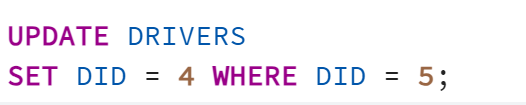 UPDATE DRIVERS
SET DID = 4 WHERE DID = 5;